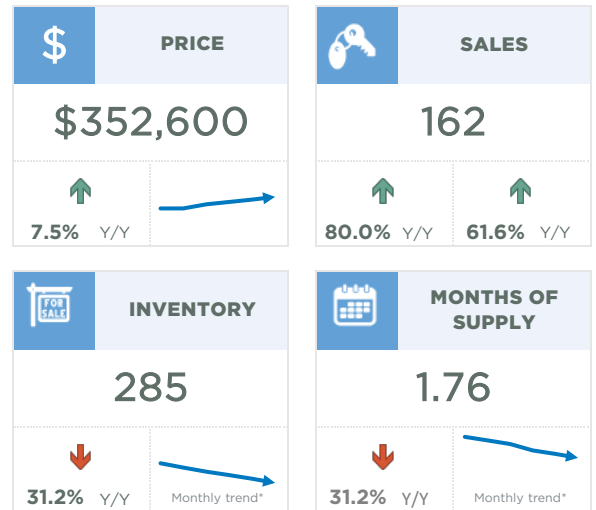 $
PRICE
$352,600
7.5% Y/Y
SALES
162
80.0% Y/Y
61.6% Y/Y
FOR
SALE
INVENTORY
285
31.2% Y/Y
Monthly trend*
MONTHS OF
SUPPLY
1.76
31.2% Y/Y
Monthly trend*